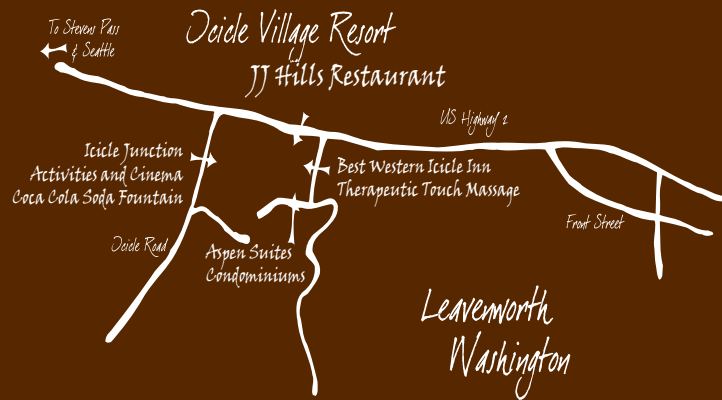 To Stevens Pass
& Seattle
Icicle Village Resort
JJ Hills Restaurant
US Highway 2
Icicle Junction
Activities and Cinema
Coca Cola Soda Fountain
Best Western Icicle Inn
Therapeutic Touch Massage
Front Street
Icicle Road
Aspen Suites
Condominiums
Leavenworth
Washington